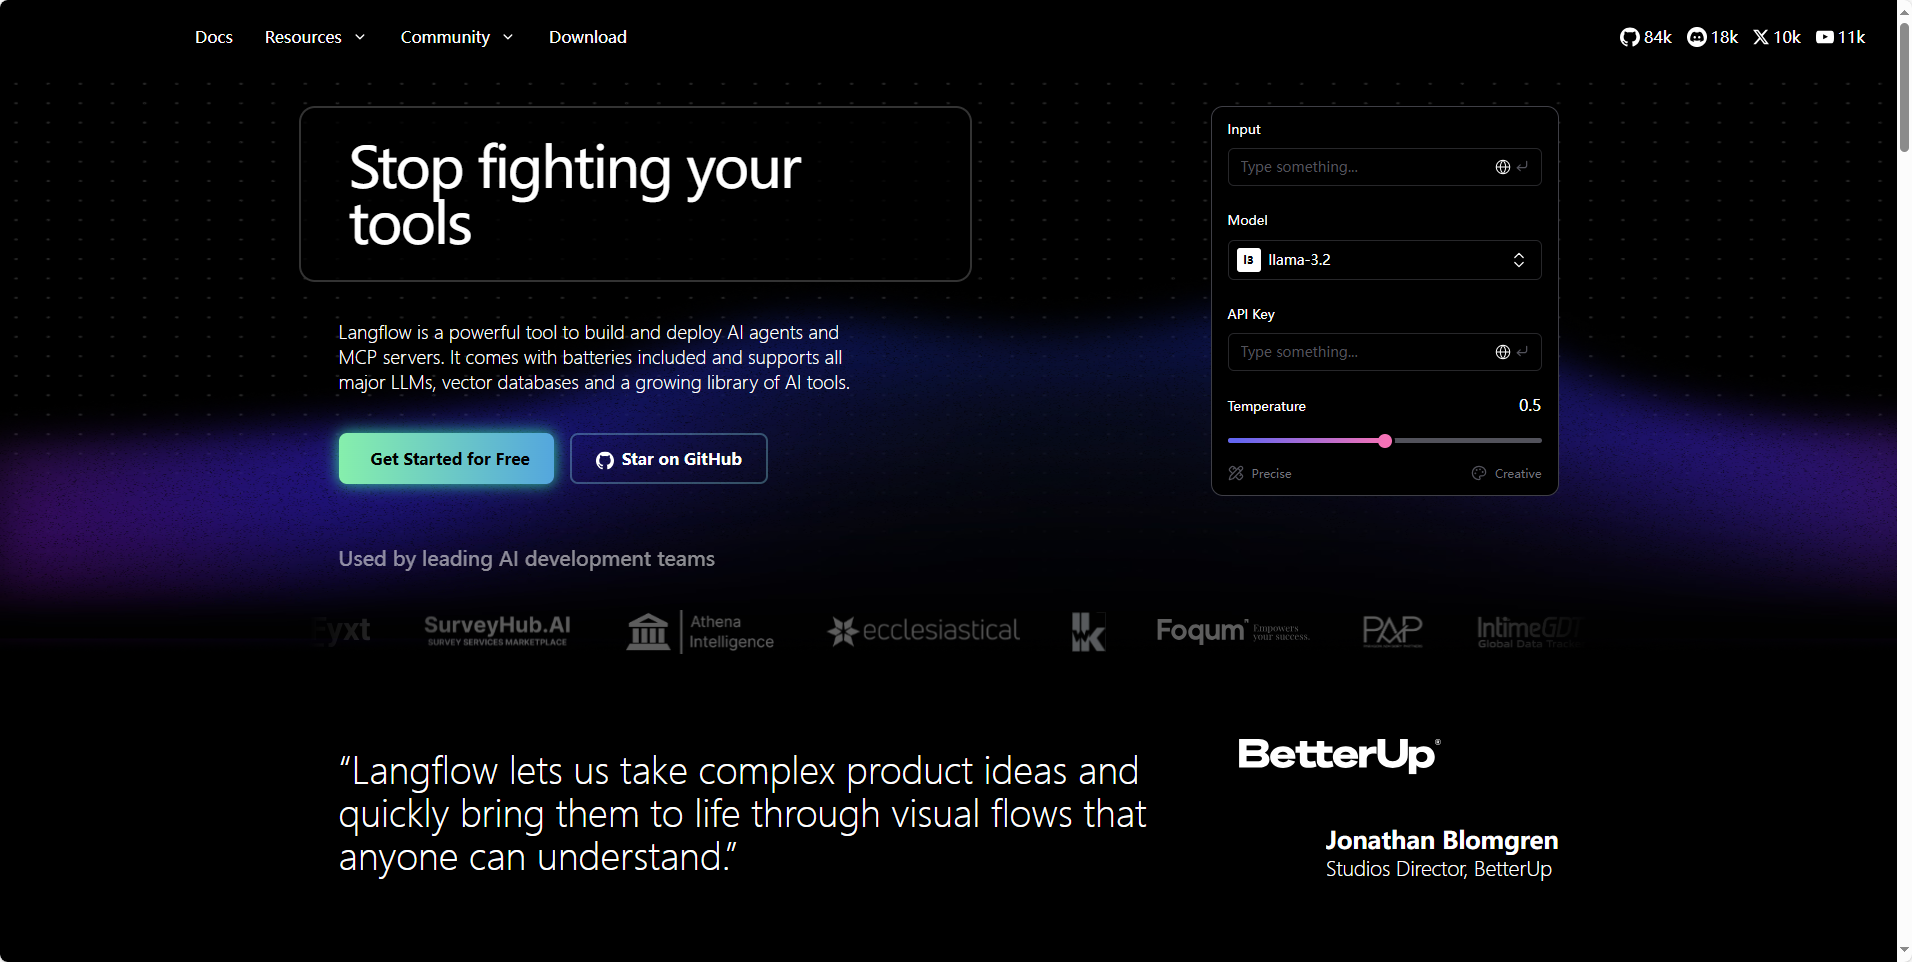 Docs Resources Community Download 84k 18k 10k 11k
Stop fighting your
tools
Langflow is a powerful tool to build and deploy AI agents and
MCP servers. It comes with batteries included and supports all
major LLMs, vector databases and a growing library of AI tools.
Get Started for Free Star on GitHub
Input
Type something...
Model
llama-3.2
API Key
Type something...
Temperature 0.5
Precise Creative
Used by leading AI development teams
Fyxt
SurveyHub.AI
SURVEY SERVICES MARKETPLACE
Athena
Intelligence
ecclesiastical
Foqum
Empowers
your success.
PAP
IntimeGDT
Global Data
“Langflow lets us take complex product ideas and
quickly bring them to life through visual flows that
anyone can understand.”
BetterUp®
Jonathan Blomgren
Studios Director, BetterUp